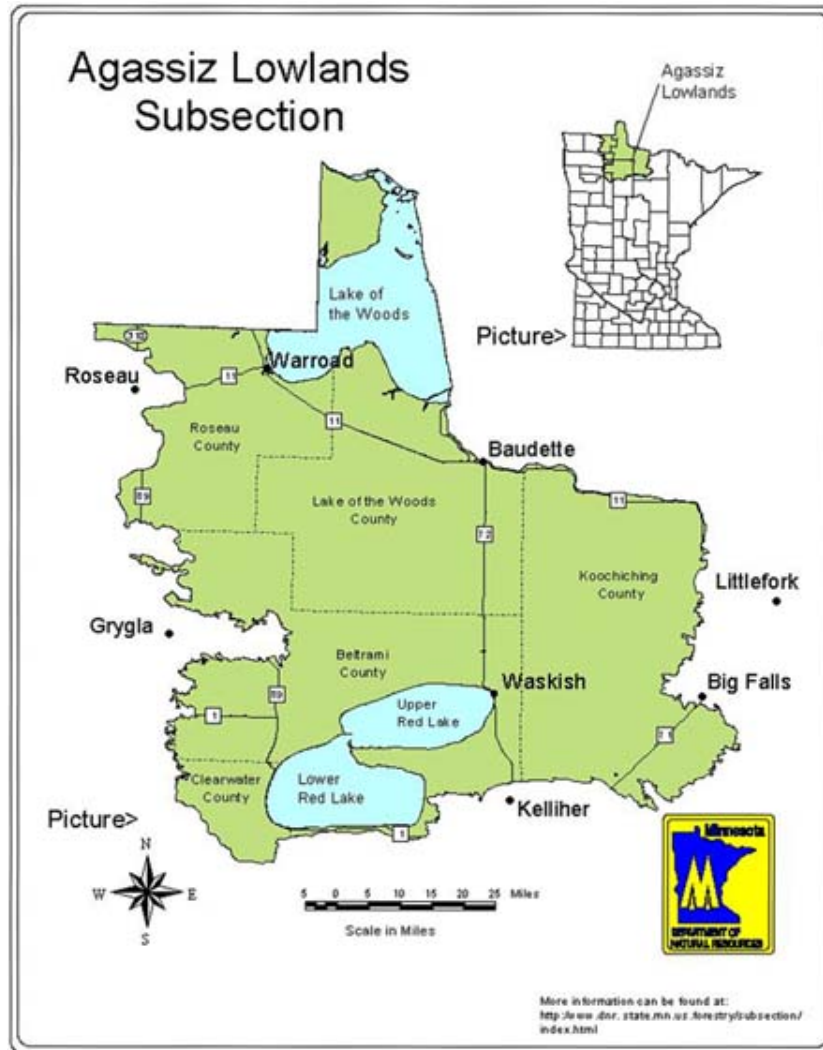 Agassiz Lowlands
Subsection
Agassiz
Lowlands
Picture>
Lake of
the Woods
310
Roseau
11
Warroad
Roseau
County
11
Baudette
89
Lake of the Woods
County
72
11
Koochiching
County
Littlefork
Grygla
Beltrami
County
89
Waskish
Big Falls
1
Upper
Red Lake
71
Clearwater
County
Lower
Red Lake
Kelliher
Picture>
1
N
W E
S
5 0 5 10 15 20 25 Miles
Scale in Miles
Minnesota
DEPARTMENT OF
NATURAL RESOURCES
More information can be found at:
http://www.dnr.state.mn.us.forestry/subsection/
index.html